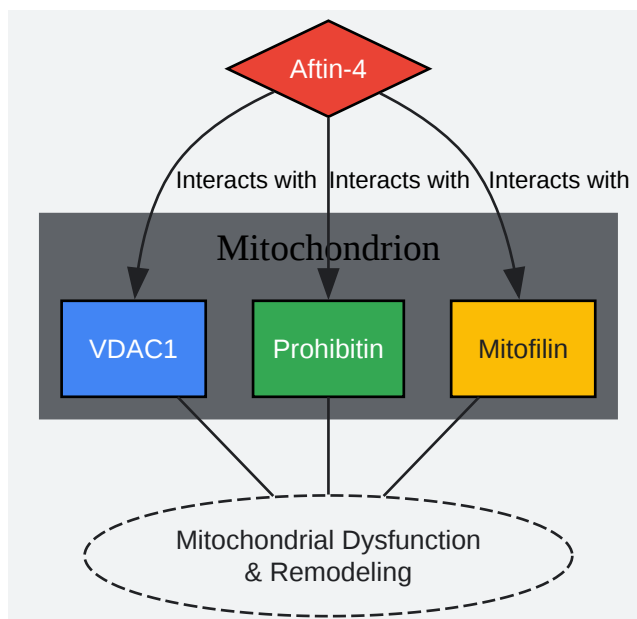 Aftin-4
Interacts with Interacts with Interacts with
Mitochondrion
VDAC1 Prohibitin Mitofilin
Mitochondrial Dysfunction
& Remodeling